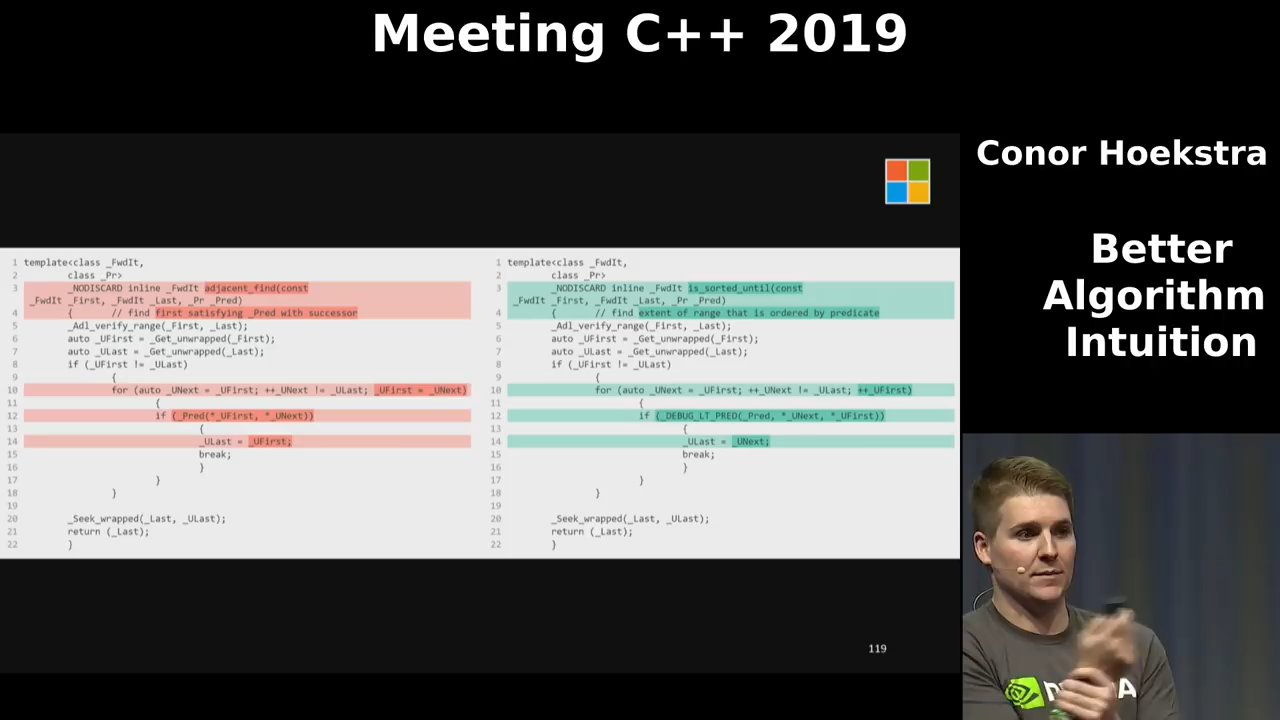 Meeting C++ 2019
Conor Hoekstra
Better
Algorithm
Intuition
1 template<class _FwdIt,
2 class _Pr>
3 _NODISCARD inline _FwdIt adjacent_find(const
_FwdIt _First, _FwdIt _Last, _Pr _Pred)
4 { // find first satisfying _Pred with successor
5 _Adl_verify_range(_First, _Last);
6 auto _UFirst = _Get_unwrapped(_First);
7 auto _ULast = _Get_unwrapped(_Last);
8 if (_UFirst != _ULast)
9 {
10 for (auto _UNext = _UFirst; ++_UNext != _ULast; _UFirst = _UNext)
11 {
12 if (_Pred(*_UFirst, *_UNext))
13 {
14 _ULast = _UFirst;
15 break;
16 }
17 }
18 }
19
20 _Seek_wrapped(_Last, _ULast);
21 return (_Last);
22 }
1 template<class _FwdIt,
2 class _Pr>
3 _NODISCARD inline _FwdIt is_sorted_until(const
_FwdIt _First, _FwdIt _Last, _Pr _Pred)
4 { // find extent of range that is ordered by predicate
5 _Adl_verify_range(_First, _Last);
6 auto _UFirst = _Get_unwrapped(_First);
7 auto _ULast = _Get_unwrapped(_Last);
8 if (_UFirst != _ULast)
9 {
10 for (auto _UNext = _UFirst; ++_UNext != _ULast; ++_UFirst)
11 {
12 if (_DEBUG_LT_PRED(_Pred, *_UNext, *_UFirst))
13 {
14 _ULast = _UNext;
15 break;
16 }
17 }
18 }
19
20 _Seek_wrapped(_Last, _ULast);
21 return (_Last);
22 }
119